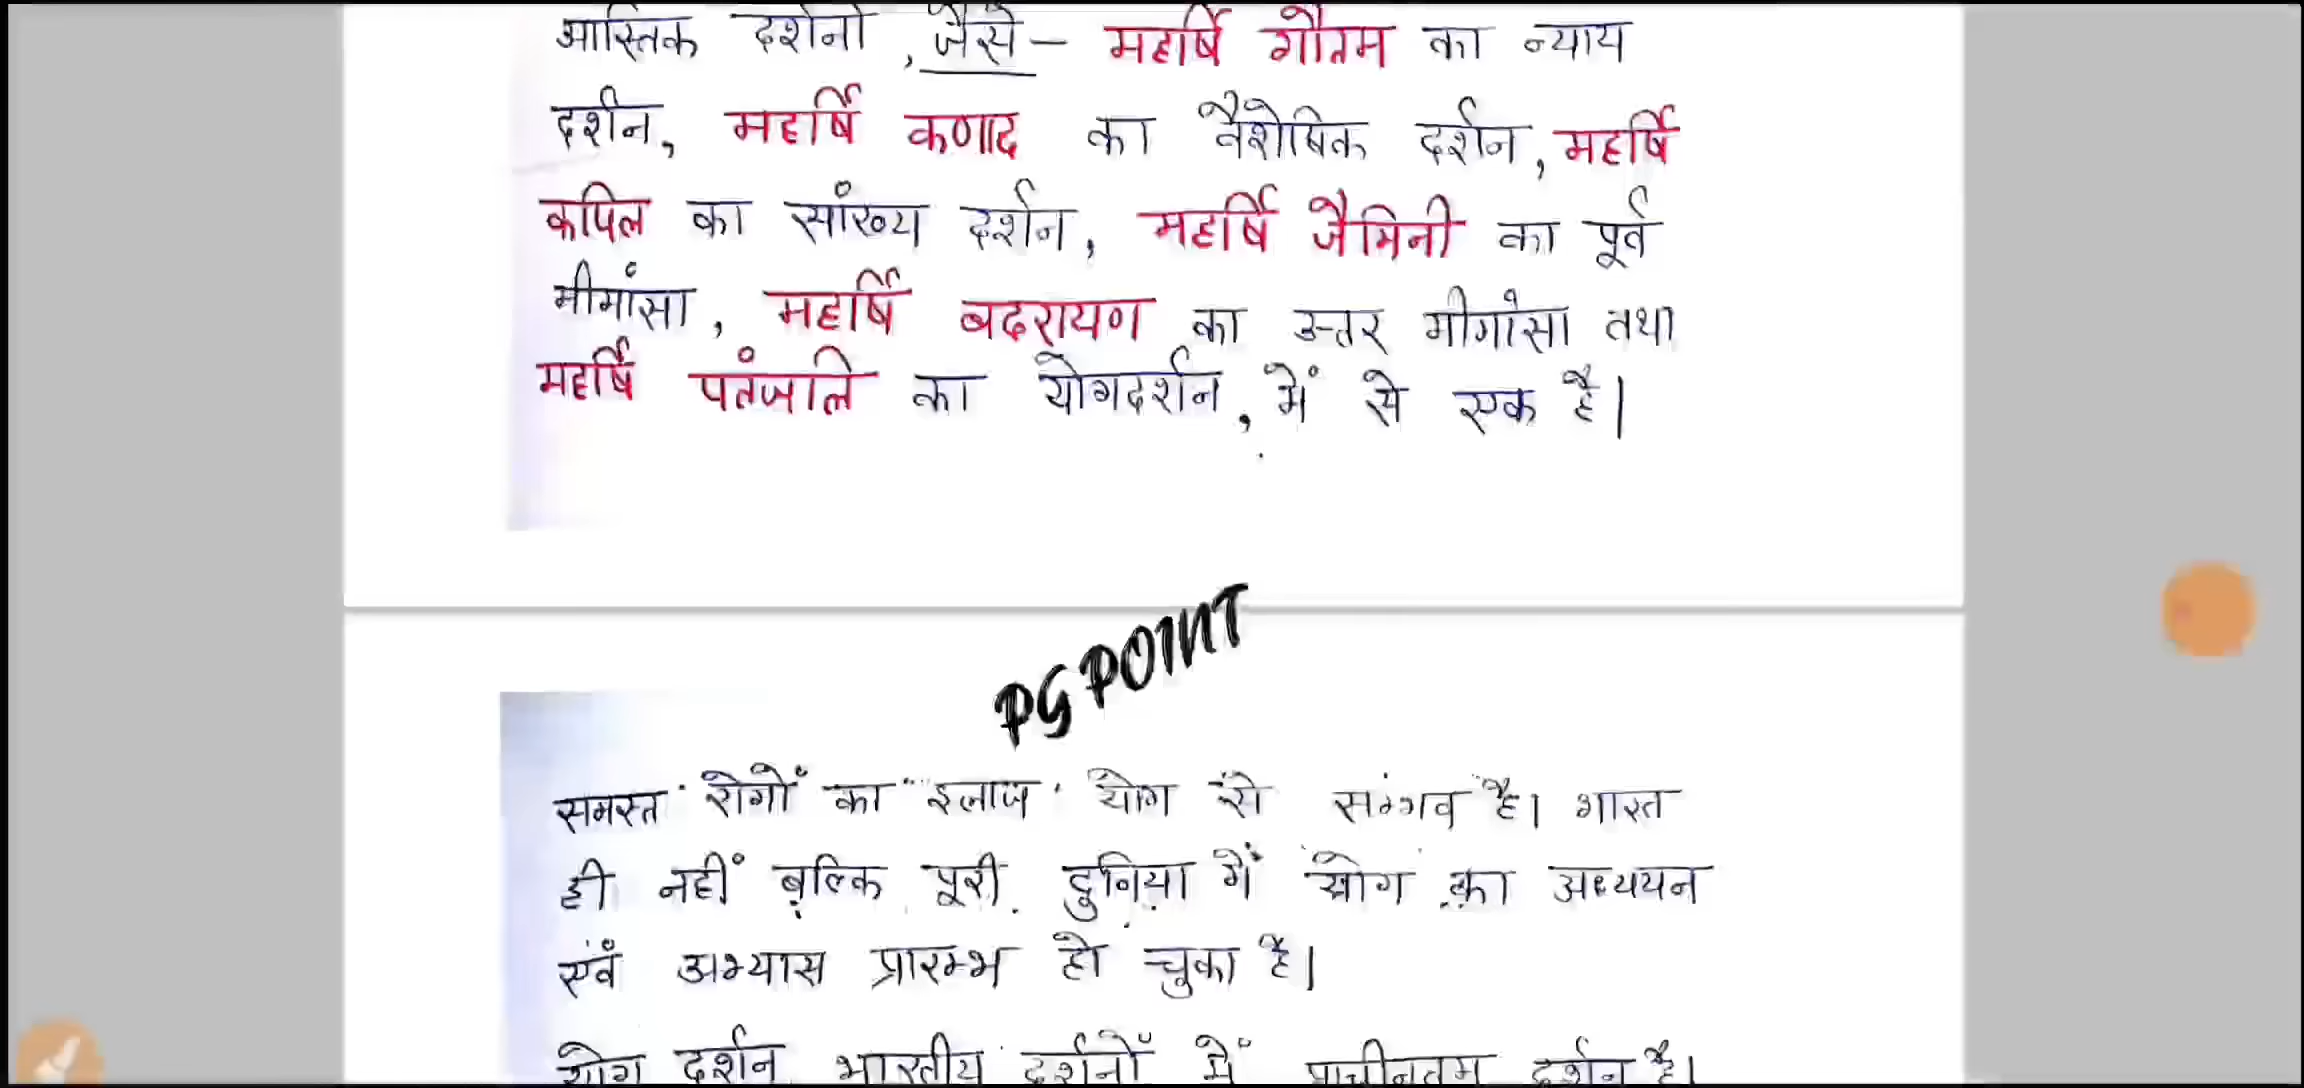 आस्तिक दर्शनों, जैसे – महर्षि गौतम का न्याय
दर्शन, महर्षि कणाद का वैशेषिक दर्शन, महर्षि
कपिल का सांख्य दर्शन, महर्षि जैमिनी का पूर्व
मीमांसा, महर्षि बदरायण का उत्तर मीमांसा तथा
महर्षि पतंजलि का योगदर्शन, में से एक है।
PG POINT
समस्त रोगों का इलाज योग से सम्भव है। भारत
ही नहीं बल्कि पूरी दुनिया में योग का अध्ययन
एवं अभ्यास प्रारम्भ हो चुका है।
योग दर्शन भारतीय दर्शनों में प्राचीनतम दर्शन है।